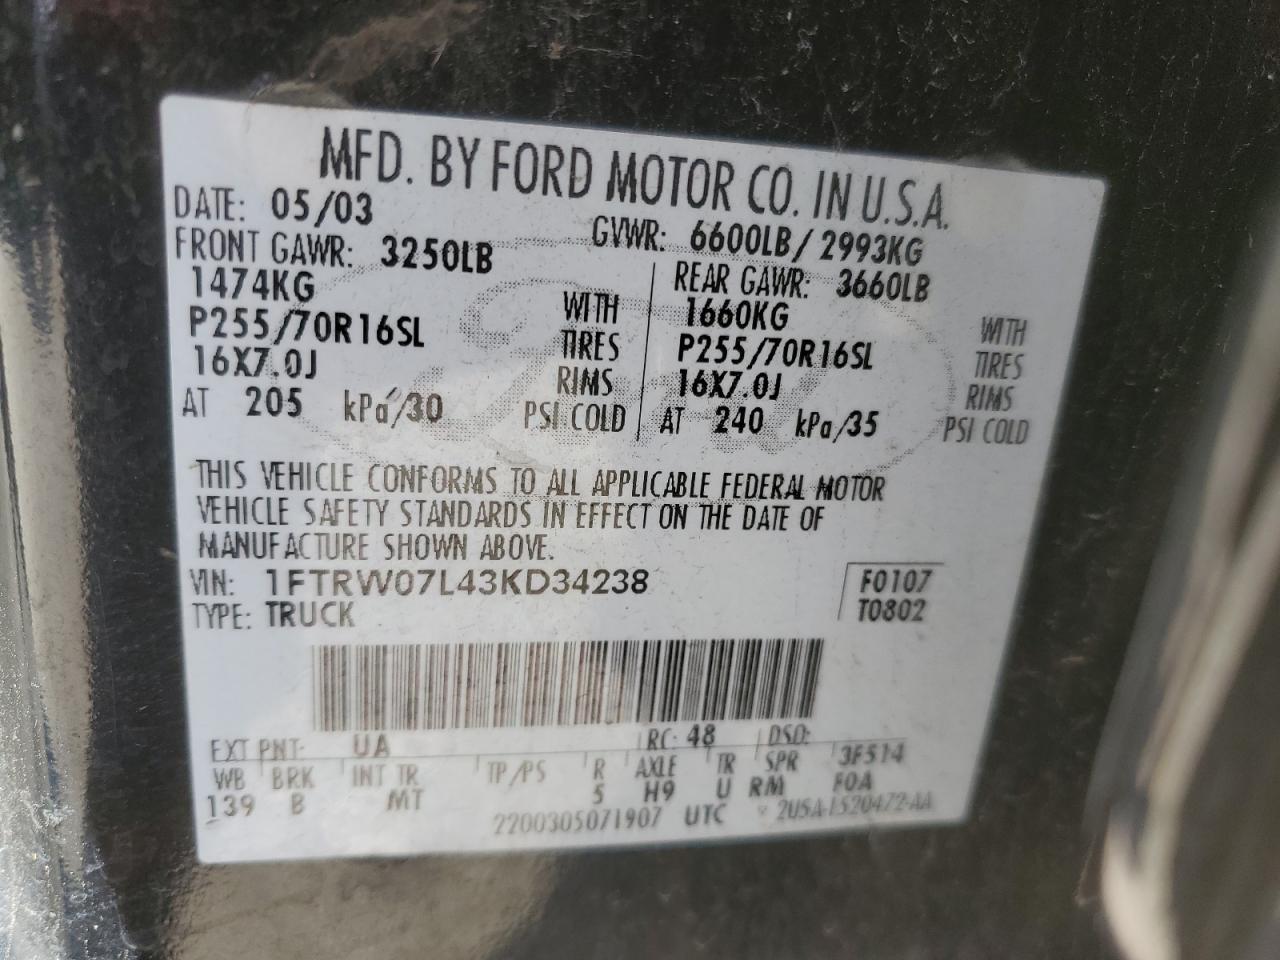 MFD. BY FORD MOTOR CO. IN U.S.A.
DATE: 05/03 GVWR: 6600LB/2993KG
FRONT GAWR: 3250LB REAR GAWR: 3660LB
1474KG WITH 1660KG WITH
P255/70R16SL TIRES P255/70R16SL TIRES
16X7.0J RIMS 16X7.0J RIMS
AT 205 kPa/30 PSI COLD AT 240 kPa/35 PSI COLD
THIS VEHICLE CONFORMS TO ALL APPLICABLE FEDERAL MOTOR
VEHICLE SAFETY STANDARDS IN EFFECT ON THE DATE OF
MANUFACTURE SHOWN ABOVE.
VIN: 1FTRW07L43KD34238 F0107
TYPE: TRUCK T0802
EXT PNT: UA RC: 48 DSO:
WB BRK INT TR TP/PS R AXLE TR SPR 3F514
139 B MT 5 H9 U RM F0A
2200305071907 UTC 2USA-1520472-AA